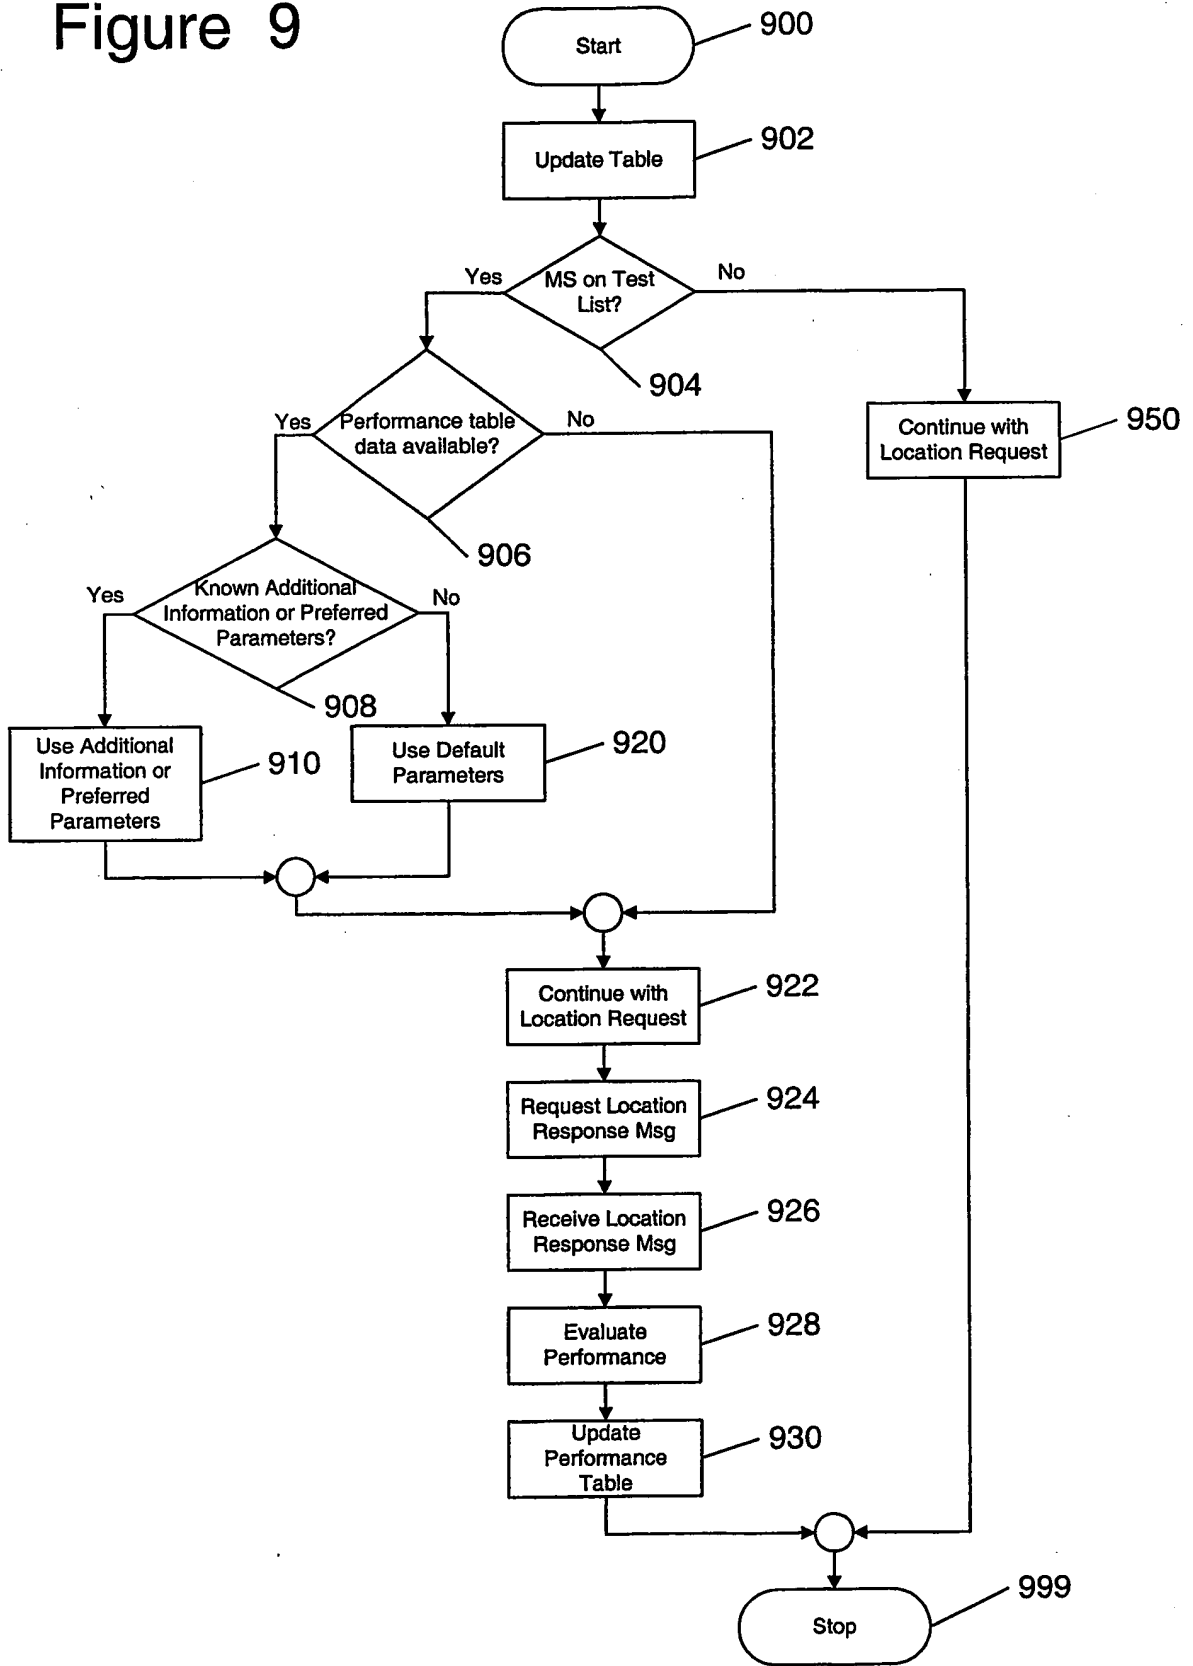 Figure 9
Start
900
Update Table
902
MS on Test
List?
Yes
No
904
Performance table
data available?
Yes
No
906
Continue with
Location Request
950
Known Additional
Information or Preferred
Parameters?
Yes
No
908
Use Additional
Information or
Preferred
Parameters
910
Use Default
Parameters
920
Continue with
Location Request
922
Request Location
Response Msg
924
Receive Location
Response Msg
926
Evaluate
Performance
928
Update
Performance
Table
930
Stop
999